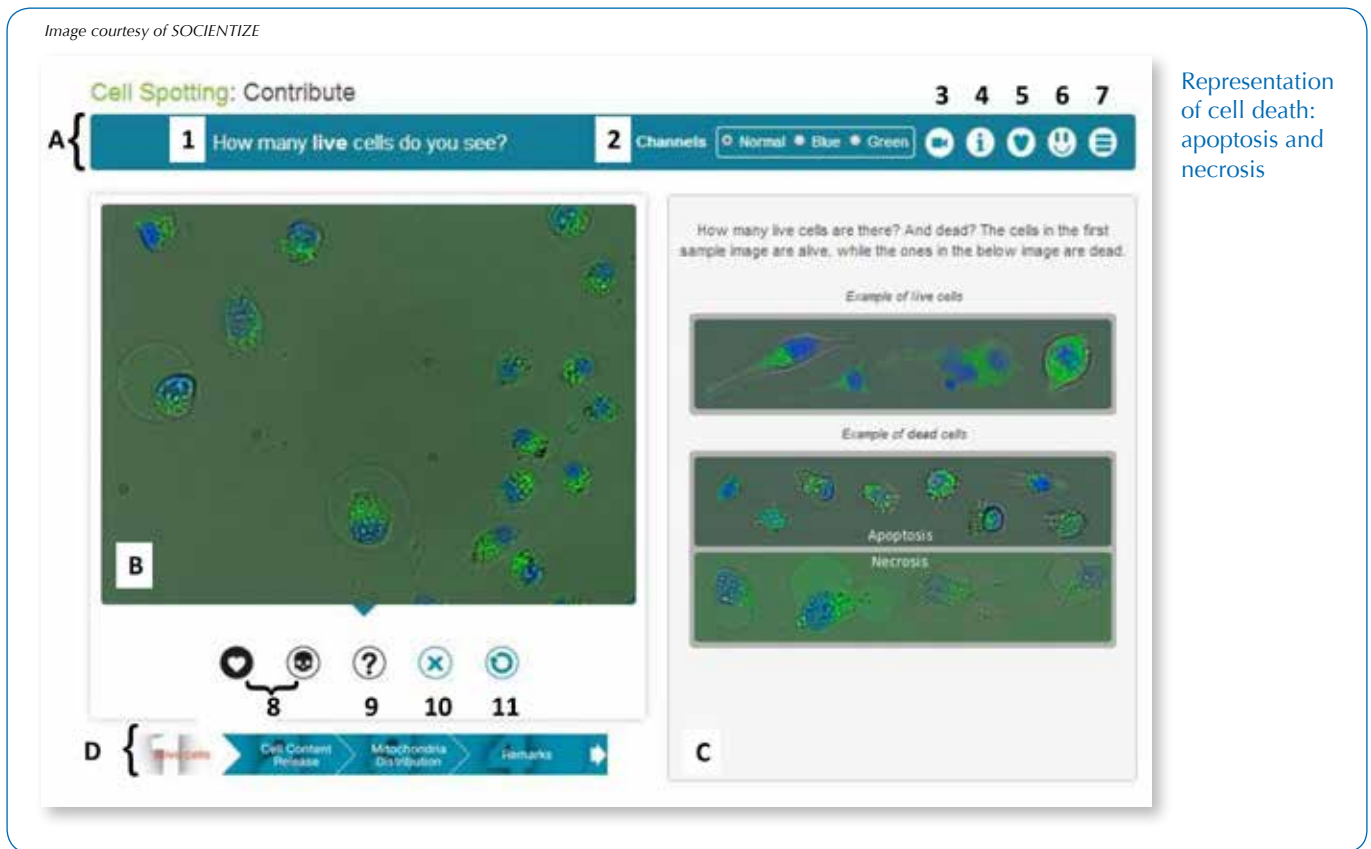 Image courtesy of SOCIENTIZE
Cell Spotting: Contribute
3 4 5 6 7
A{
1 How many live cells do you see?
2 Channels Normal Blue Green
B
8 9 10 11
D {
cells
Cell Content
Release
Mitochondria
Distribution
Remarks
How many live cells are there? And dead? The cells in the first
sample image are alive, while the ones in the below image are dead.
Example of live cells
Example of dead cells
Apoptosis
Necrosis
C
Representation
of cell death:
apoptosis and
necrosis